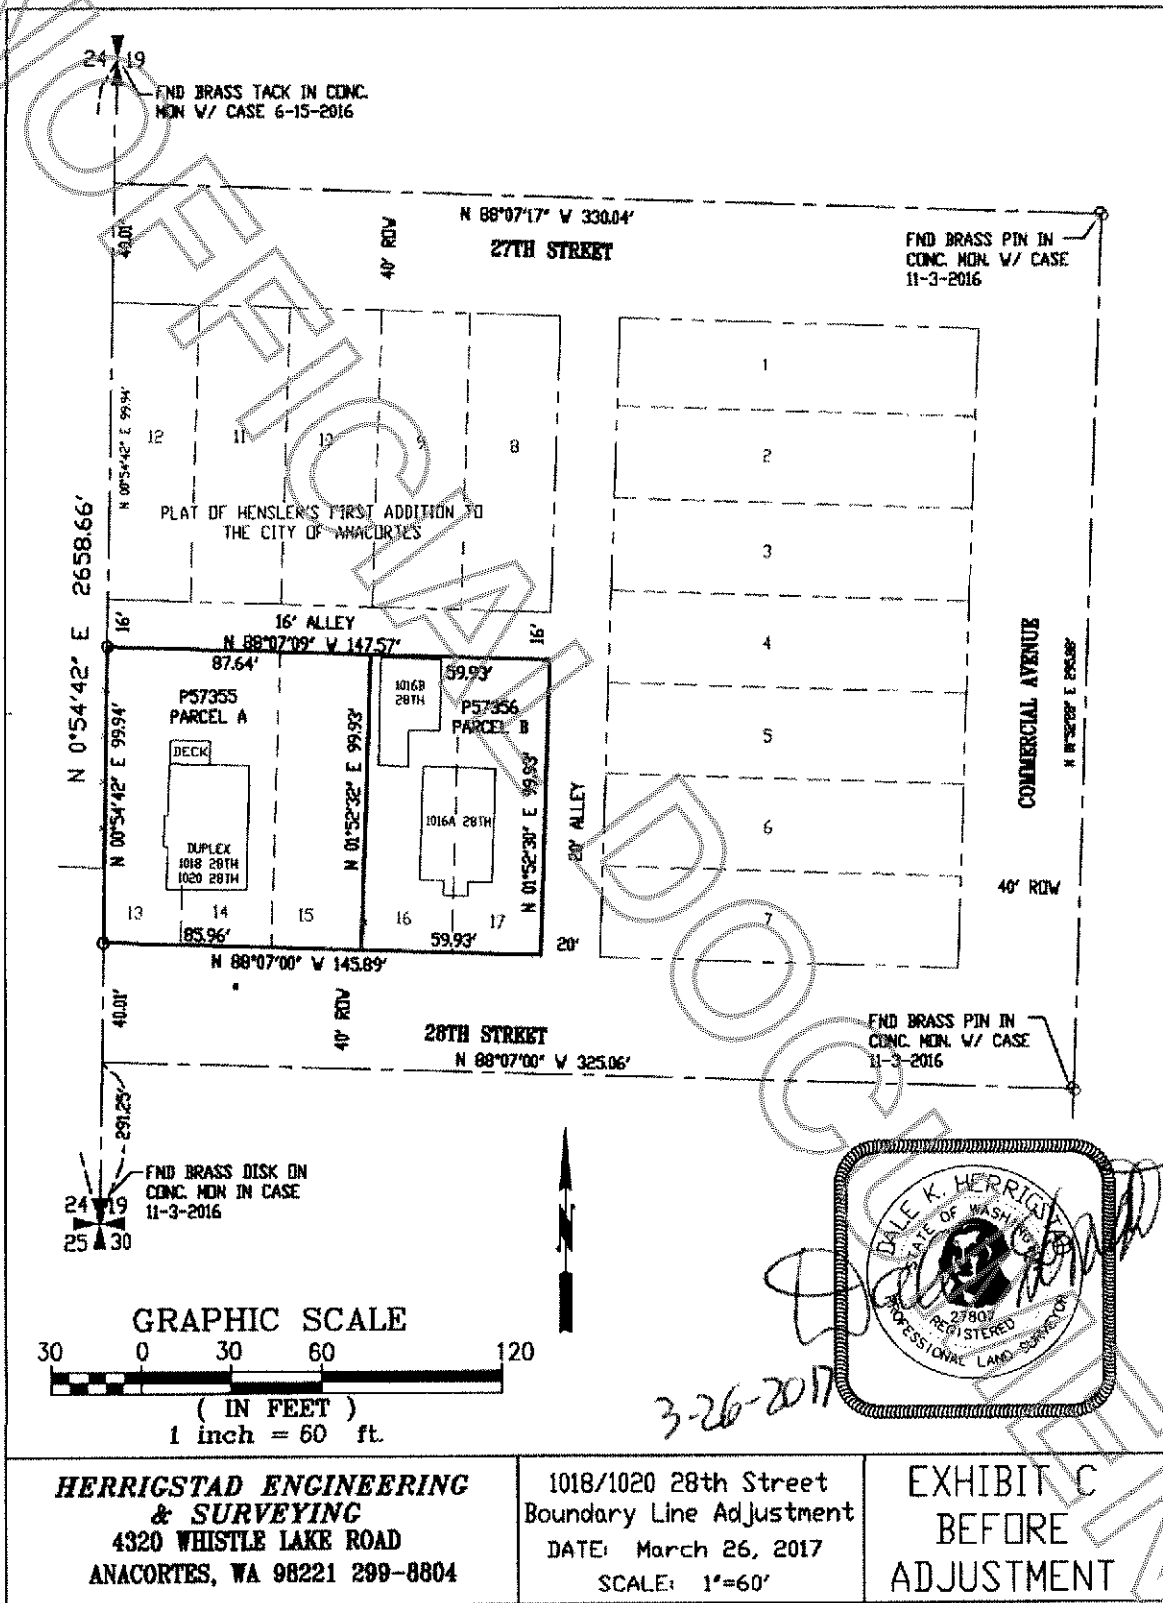 UNOFFICIAL DOCUMENT
24 19
FND BRASS TACK IN CONC.
MON W/ CASE 6-15-2016
N 88°07'17" W 330.04'
27TH STREET
40' ROW
40.01'
FND BRASS PIN IN
CONC. MON. W/ CASE
11-3-2016
N 00°54'42" E 99.94'
12
11
10
9
8
1
2
3
4
5
6
7
PLAT OF HENSLER'S FIRST ADDITION TO
THE CITY OF ANACORTES
N 0°54'42" E 2658.66'
16'
16' ALLEY
16'
N 88°07'09" W 147.57'
87.64'
59.93'
P57355
PARCEL A
1016B
28TH
P57356
PARCEL B
DECK
N 00°54'42" E 99.94'
N 01°52'32" E 99.93'
N 01°52'30" E 99.93'
DUPLEX
1018 28TH
1020 28TH
1016A 28TH
20' ALLEY
COMMERCIAL AVENUE
40' ROW
13
14
15
16
17
85.96'
59.93'
20'
N 88°07'00" W 145.89'
40.01'
40' ROW
28TH STREET
N 88°07'00" W 325.06'
FND BRASS PIN IN
CONC. MON. W/ CASE
11-3-2016
291.25'
FND BRASS DISK ON
CONC. MON IN CASE
11-3-2016
24 19
25 30
N
DALE K. HERRIGSTAD
STATE OF WASHINGTON
27807
REGISTERED
PROFESSIONAL LAND SURVEYOR
3-26-2017
GRAPHIC SCALE
30 0 30 60 120
( IN FEET )
1 inch = 60 ft.
HERRIGSTAD ENGINEERING
& SURVEYING
4320 WHISTLE LAKE ROAD
ANACORTES, WA 98221 299-8804
1018/1020 28th Street
Boundary Line Adjustment
DATE: March 26, 2017
SCALE: 1"=60'
EXHIBIT C
BEFORE
ADJUSTMENT